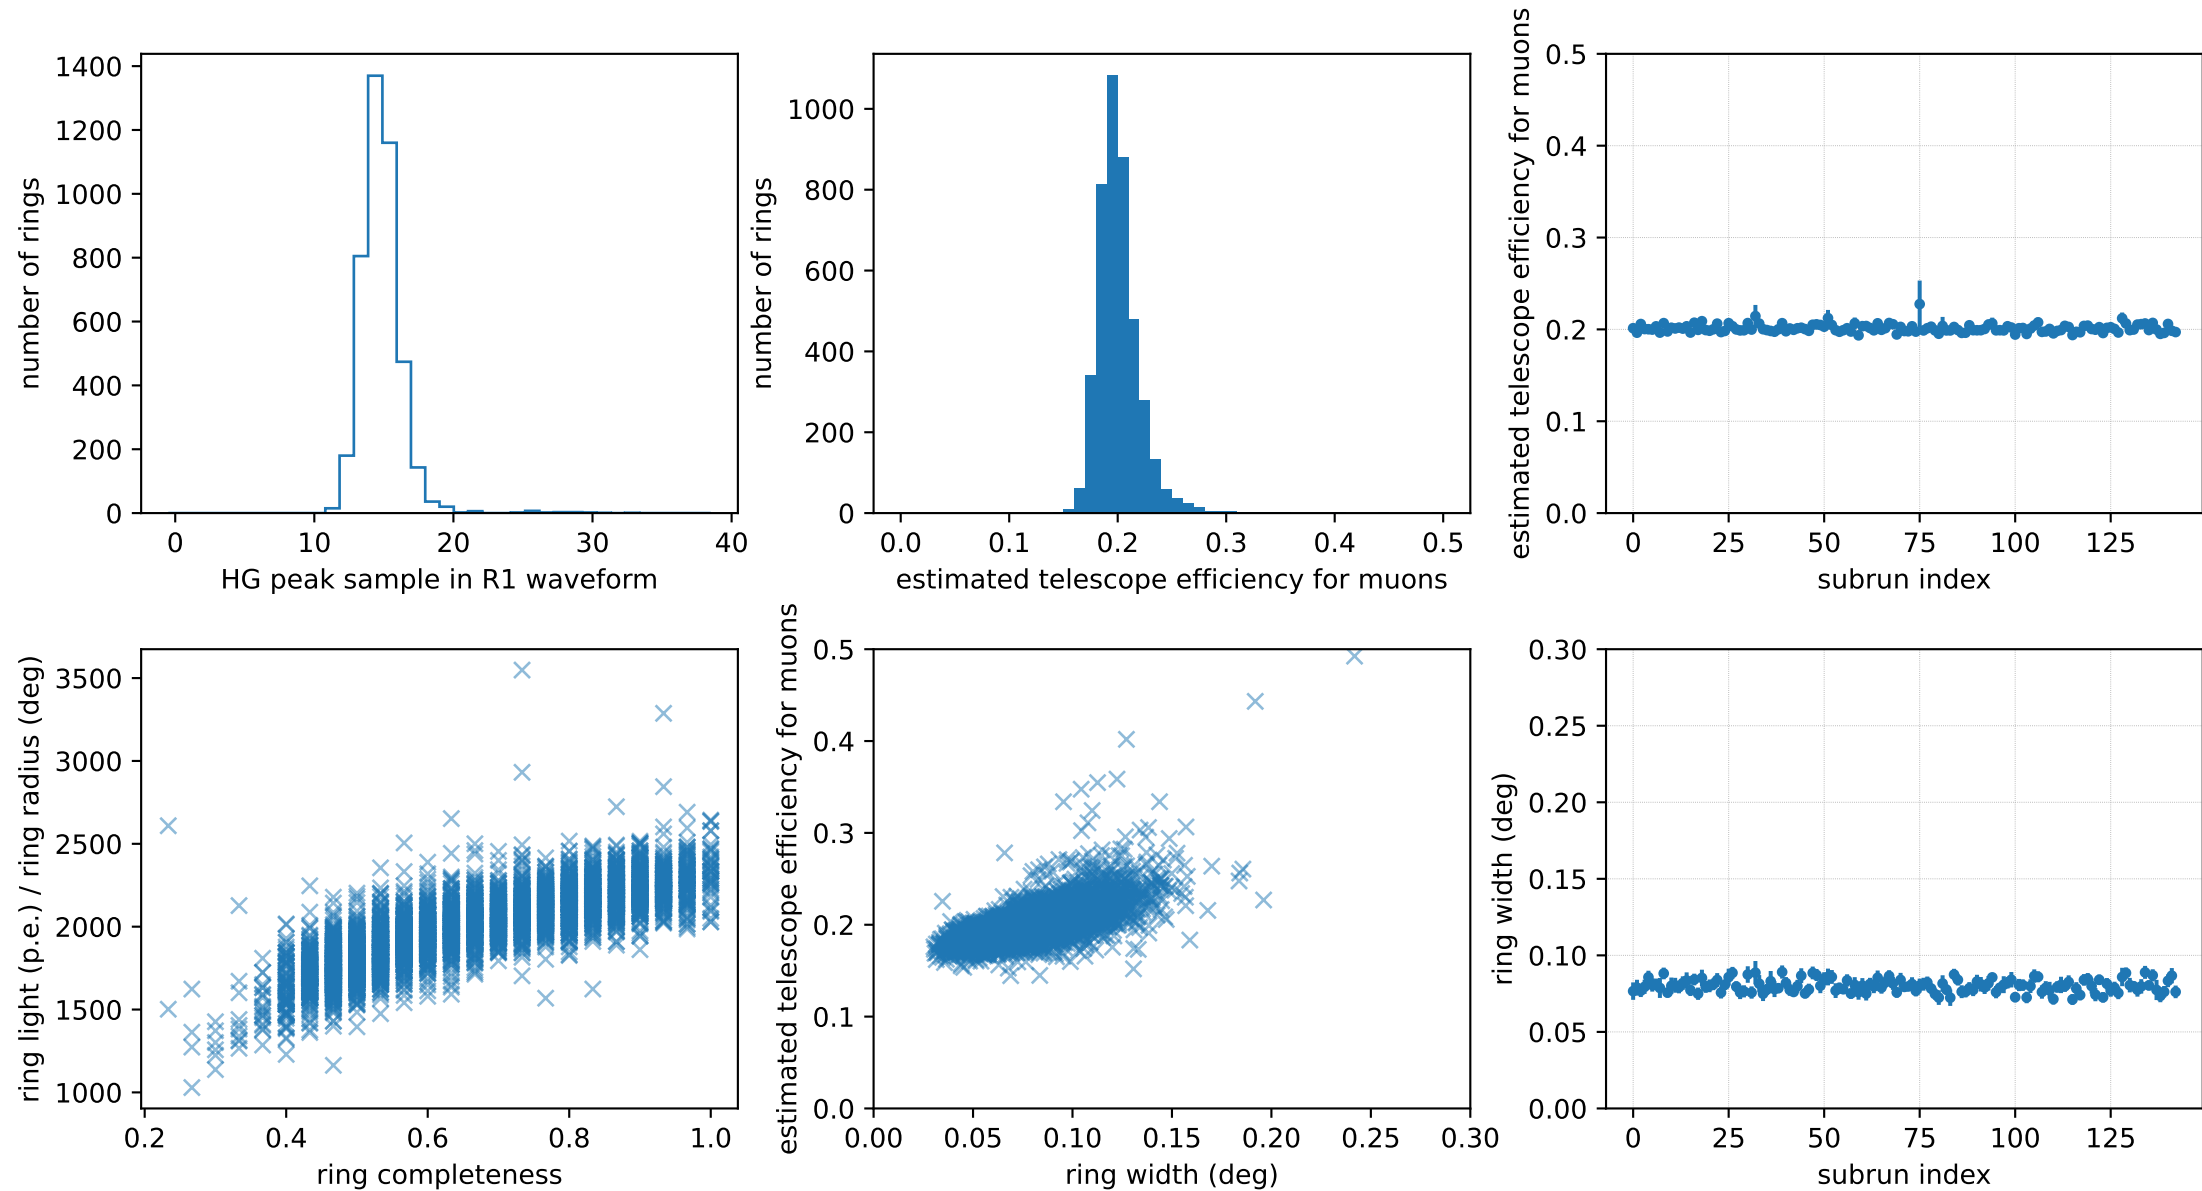 number of rings
1400
1200
1000
800
600
400
200
0
0 10 20 30 40
HG peak sample in R1 waveform
number of rings
1000
800
600
400
200
0
0.0 0.1 0.2 0.3 0.4 0.5
estimated telescope efficiency for muons
estimated telescope efficiency for muons
0.5
0.4
0.3
0.2
0.1
0.0
0 25 50 75 100 125
subrun index
ring light (p.e.) / ring radius (deg)
3500
3000
2500
2000
1500
1000
0.2 0.4 0.6 0.8 1.0
ring completeness
estimated telescope efficiency for muons
0.5
0.4
0.3
0.2
0.1
0.0
0.00 0.05 0.10 0.15 0.20 0.25 0.30
ring width (deg)
ring width (deg)
0.30
0.25
0.20
0.15
0.10
0.05
0.00
0 25 50 75 100 125
subrun index